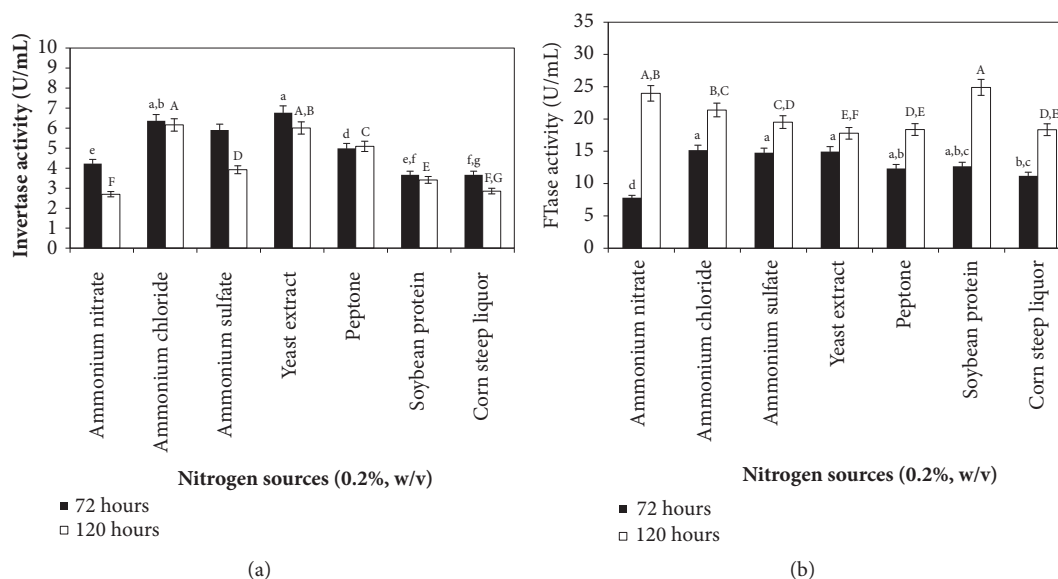 Invertase activity (U/mL)
10
9
8
7
6
5
4
3
2
1
0
e
F
a,b
A
D
a
A,B
d
C
e,f
E
f,g
F,G
Ammonium nitrate
Ammonium chloride
Ammonium sulfate
Yeast extract
Peptone
Soybean protein
Corn steep liquor
Nitrogen sources (0.2%, w/v)
72 hours
120 hours
(a)
FTase activity (U/mL)
35
30
25
20
15
10
5
0
d
A,B
a
B,C
a
C,D
a
E,F
a,b
D,E
a,b,c
A
b,c
D,E
Ammonium nitrate
Ammonium chloride
Ammonium sulfate
Yeast extract
Peptone
Soybean protein
Corn steep liquor
Nitrogen sources (0.2%, w/v)
72 hours
120 hours
(b)